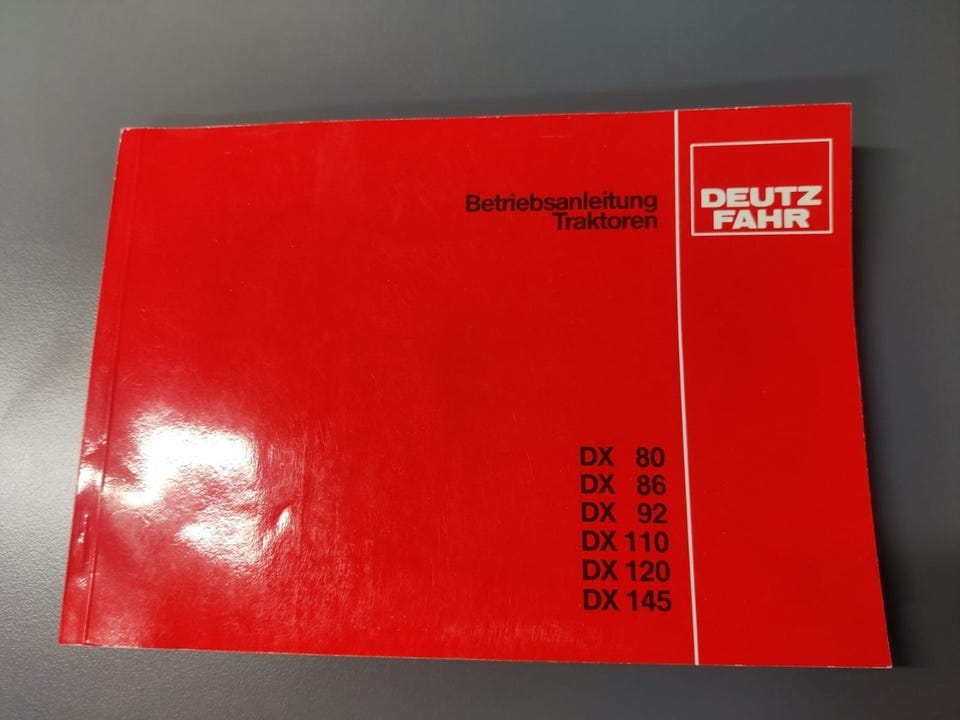 Betriebsanleitung
Traktoren
DEUTZ
FAHR
DX 80
DX 86
DX 92
DX 110
DX 120
DX 145